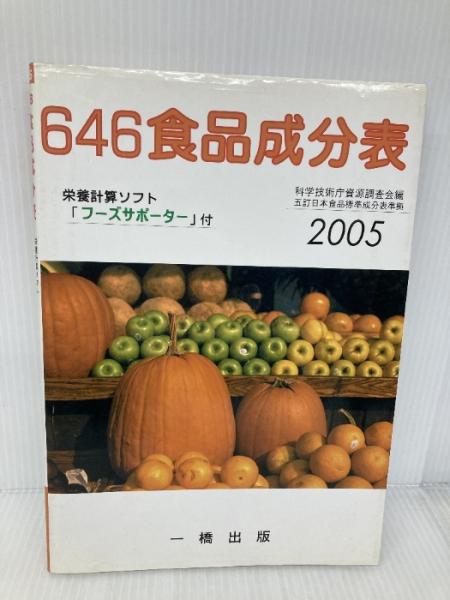 646食品成分表
栄養計算ソフト
「フーズサポーター」付
科学技術庁資源調査会編
五訂日本食品標準成分表準拠
2005
一橋出版